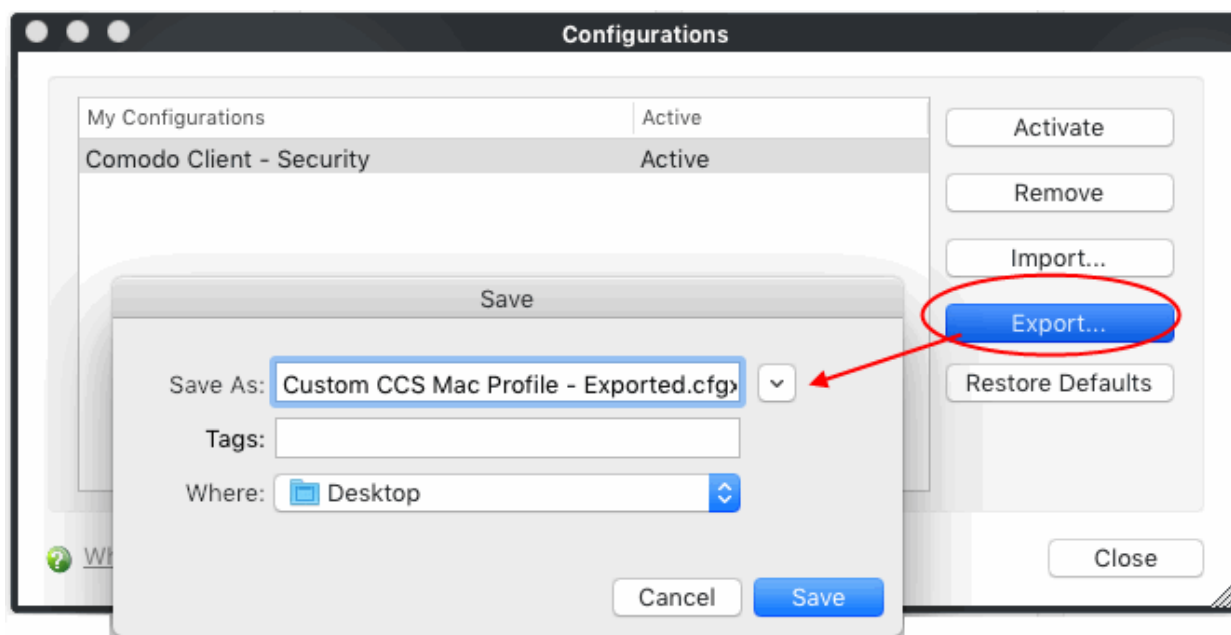 Configurations
My Configurations Active
Comodo Client - Security Active
Activate
Remove
Import...
Export...
Restore Defaults
Save
Save As: Custom CCS Mac Profile - Exported.cfgx
Tags:
Where: Desktop
Cancel Save
Close